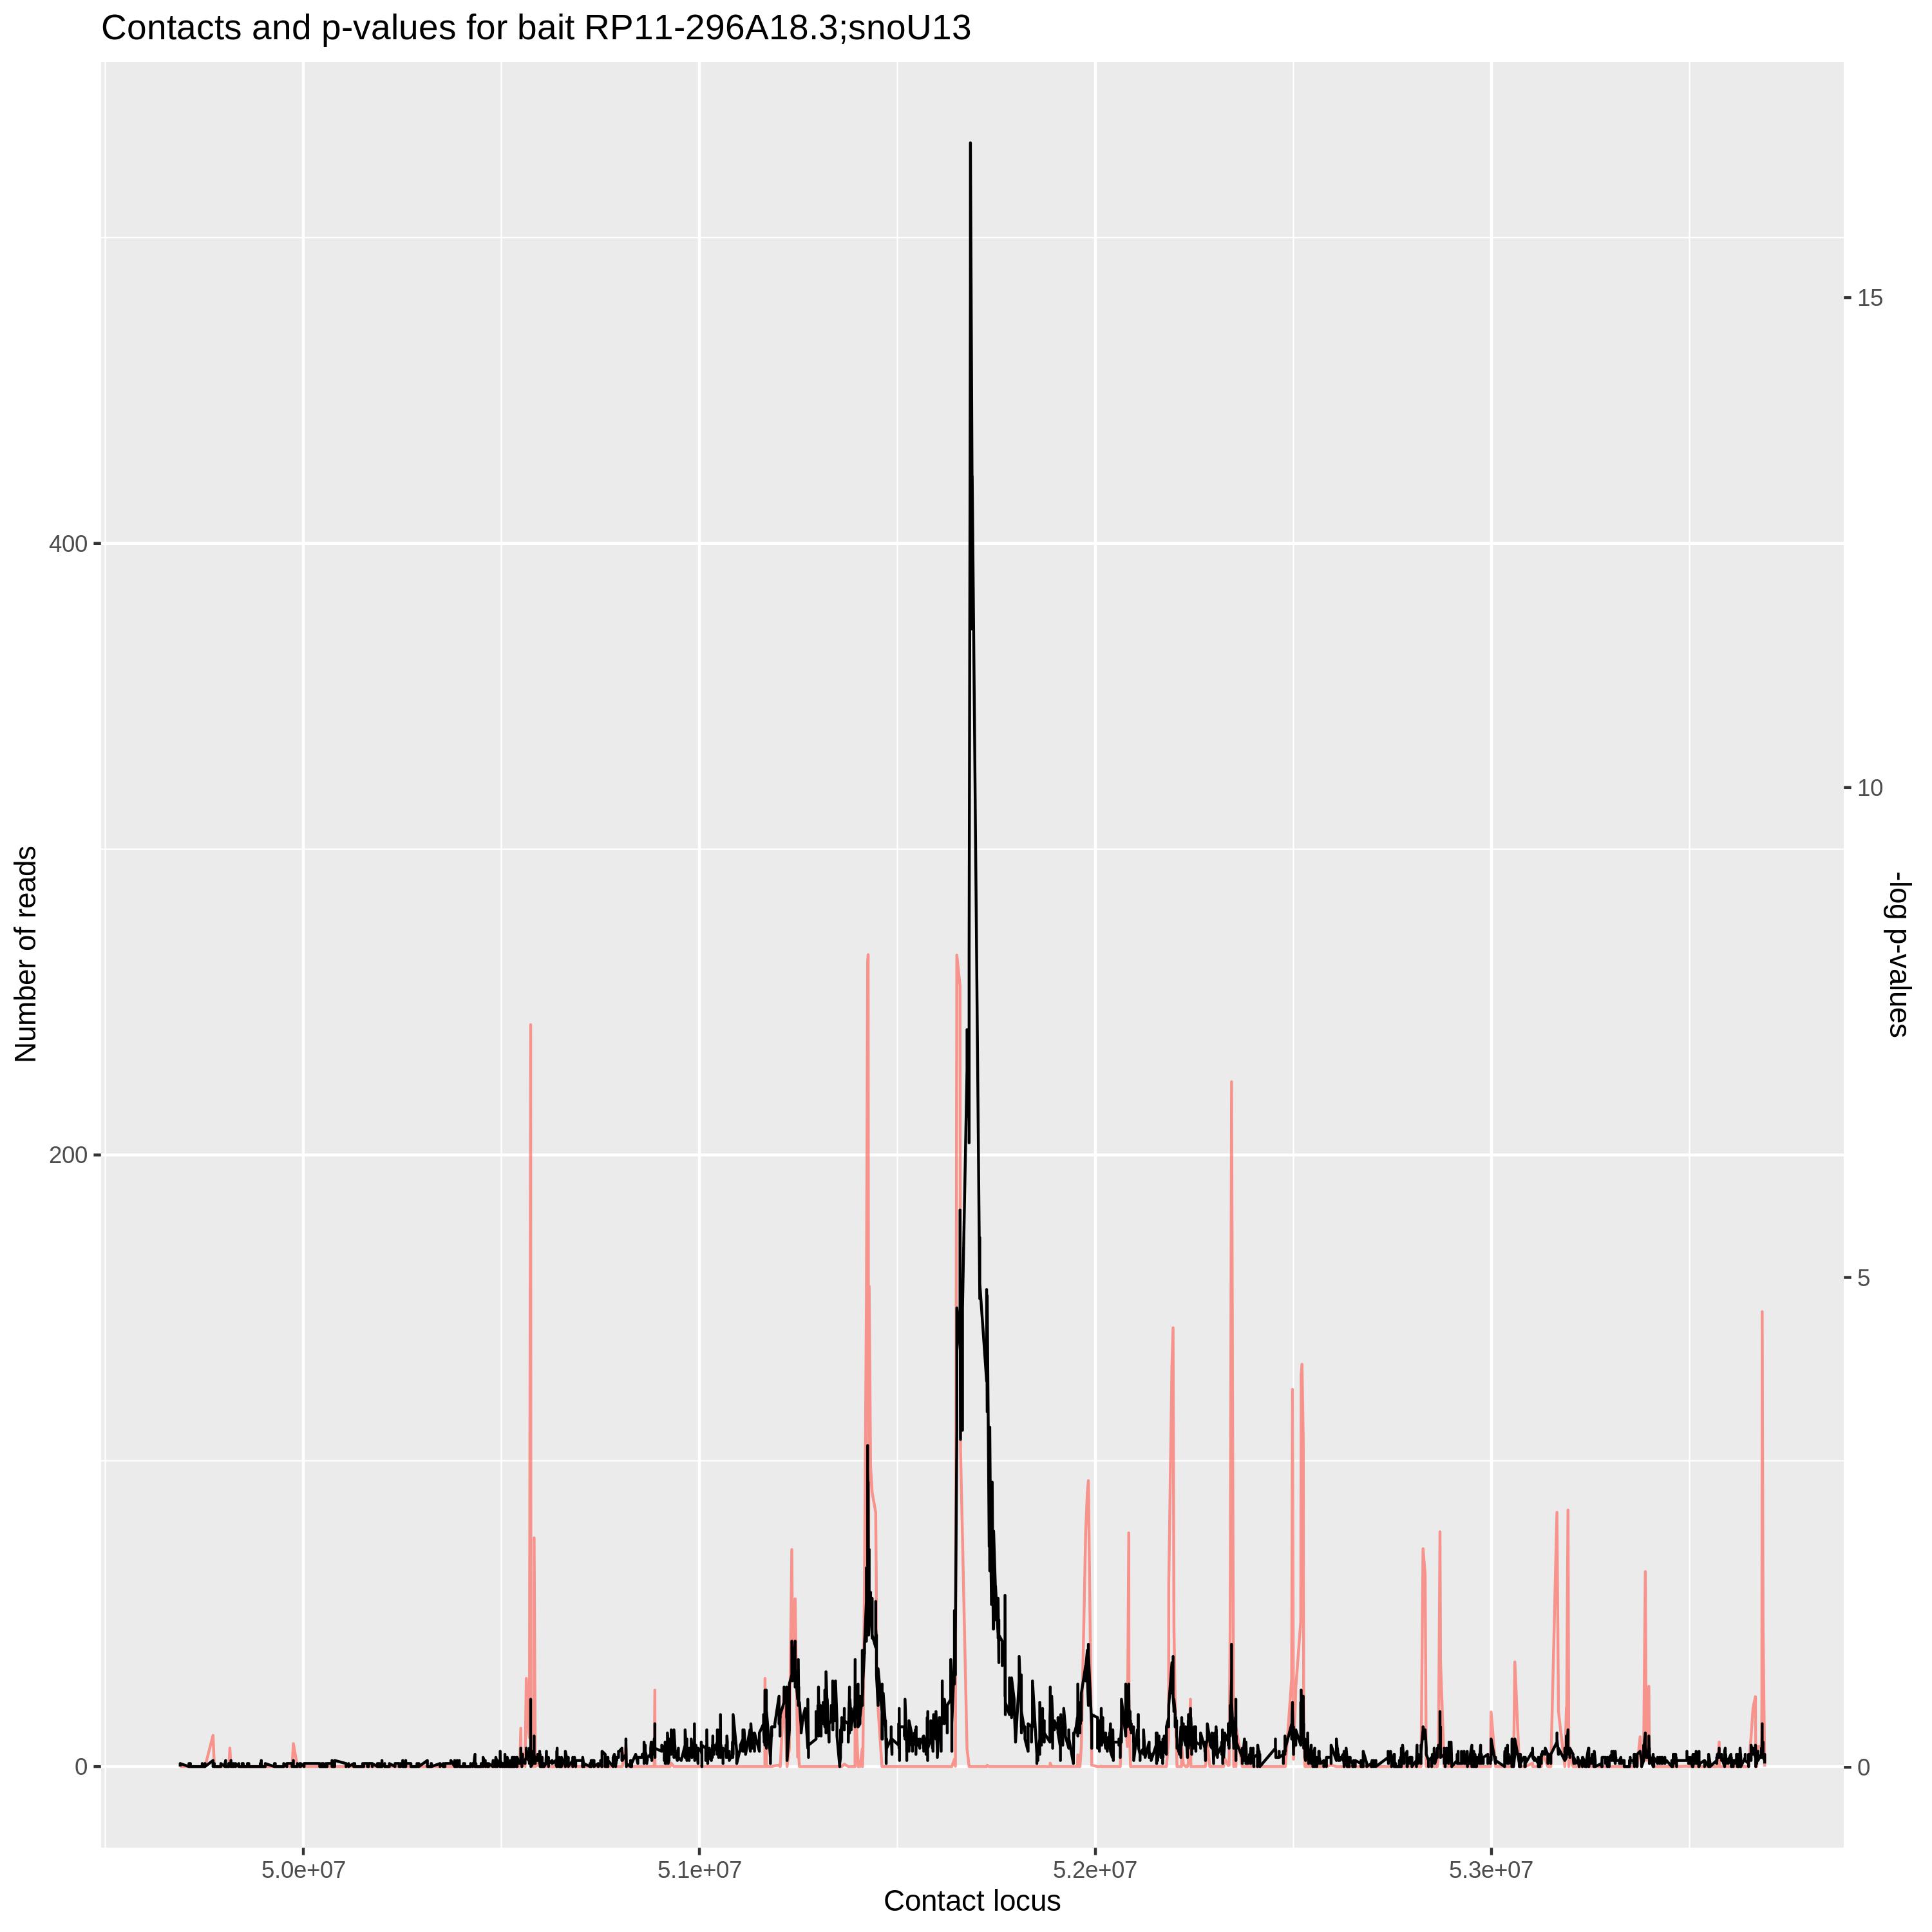 Contacts and p-values for bait RP11-296A18.3;snoU13
Number of reads
400
200
0
15
10
5
0
-log p-values
5.0e+07
5.1e+07
5.2e+07
5.3e+07
Contact locus